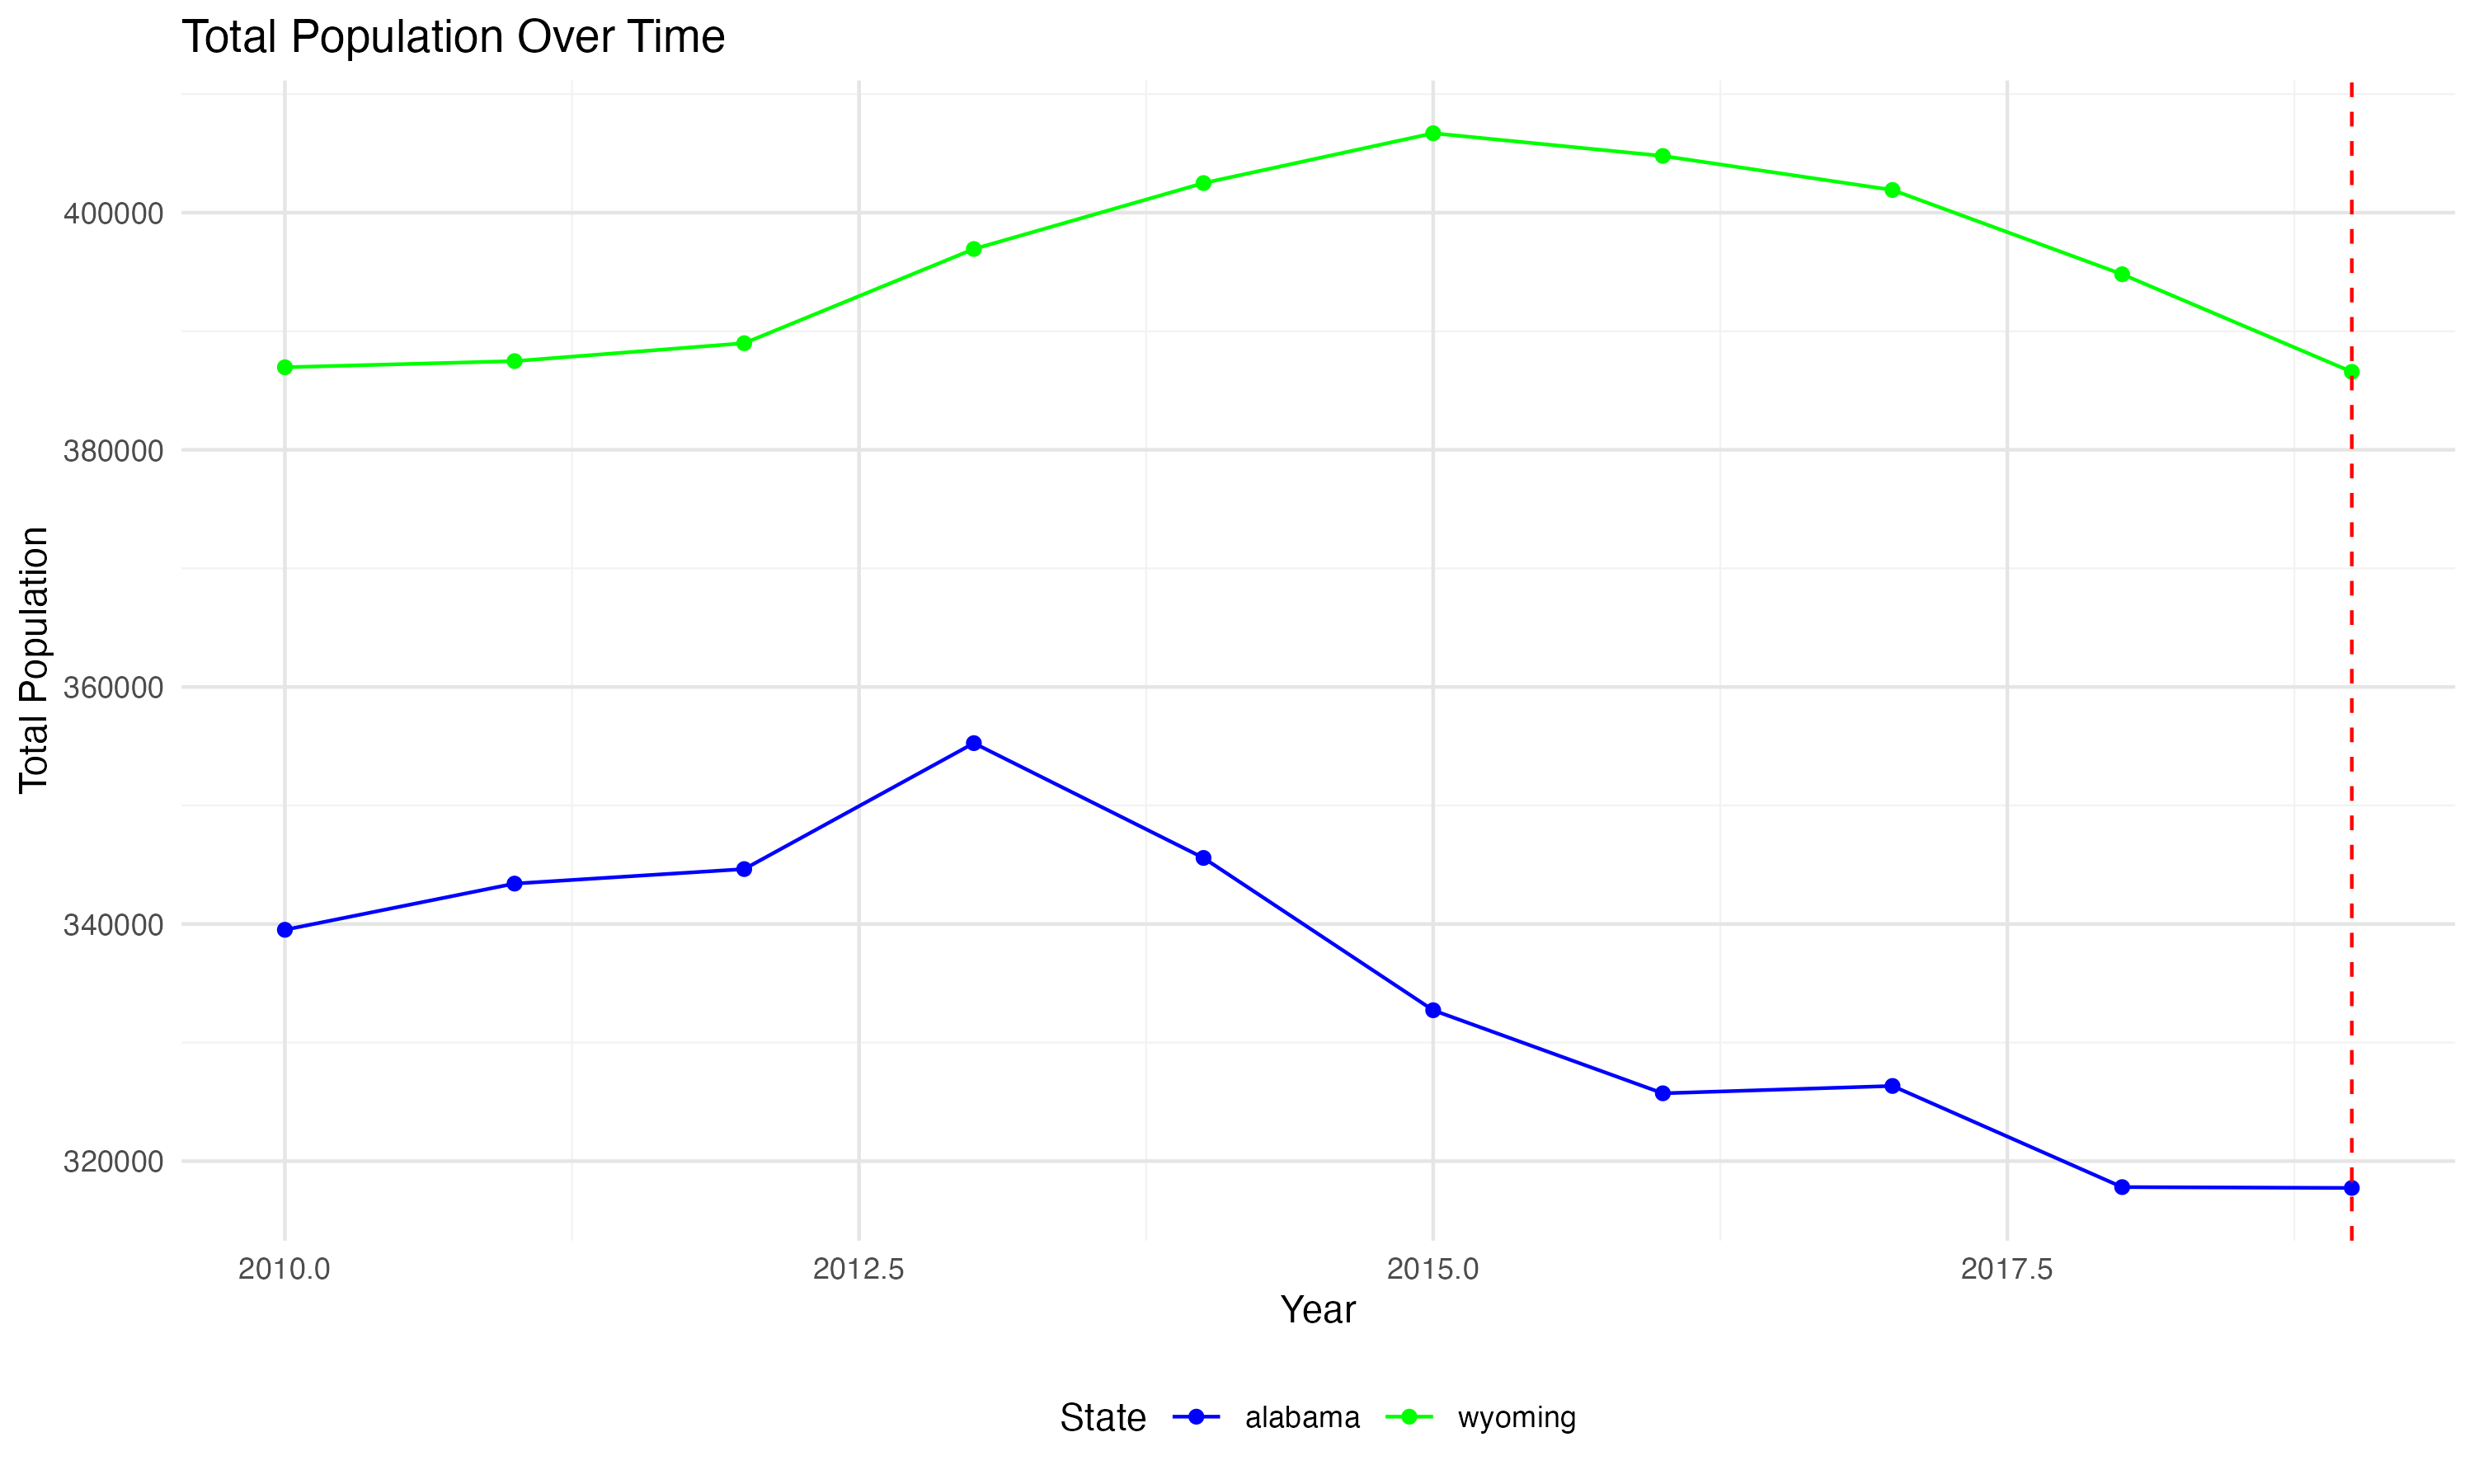 Total Population Over Time
Total Population
400000
380000
360000
340000
320000
2010.0 2012.5 2015.0 2017.5
Year
State alabama wyoming